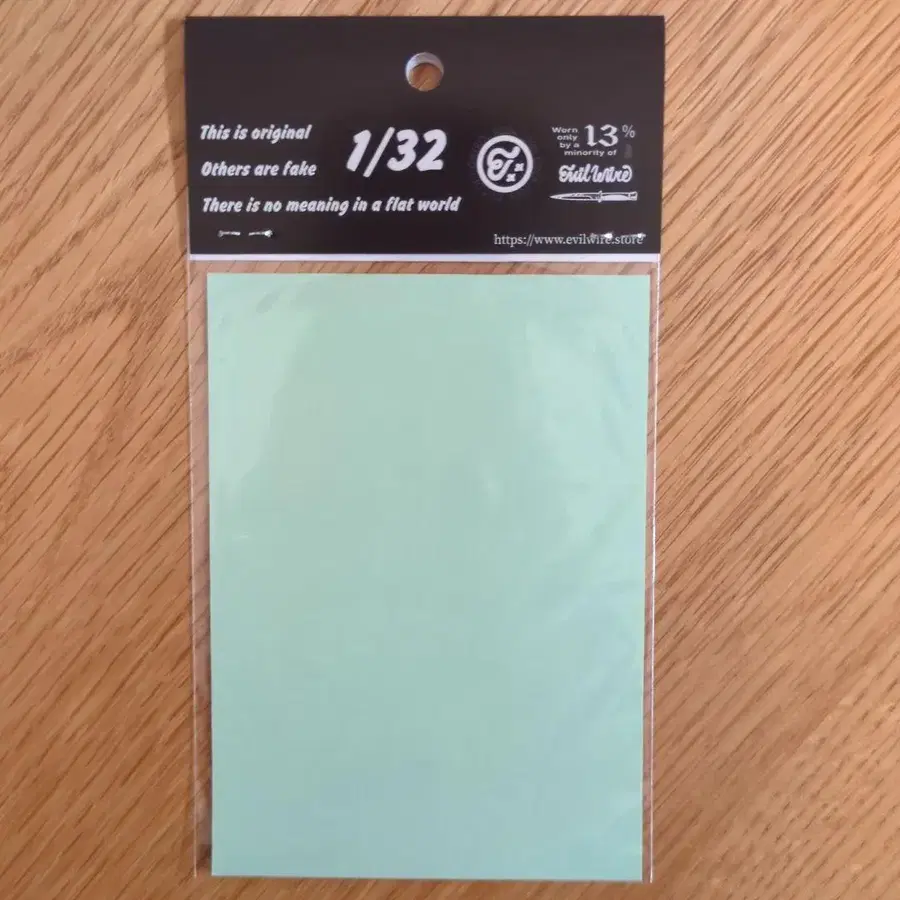 This is original
Others are fake
There is no meaning in a flat world
1/32
Worn
only
by a
minority of
13%
Evil Wire
https://www.evilwire.store